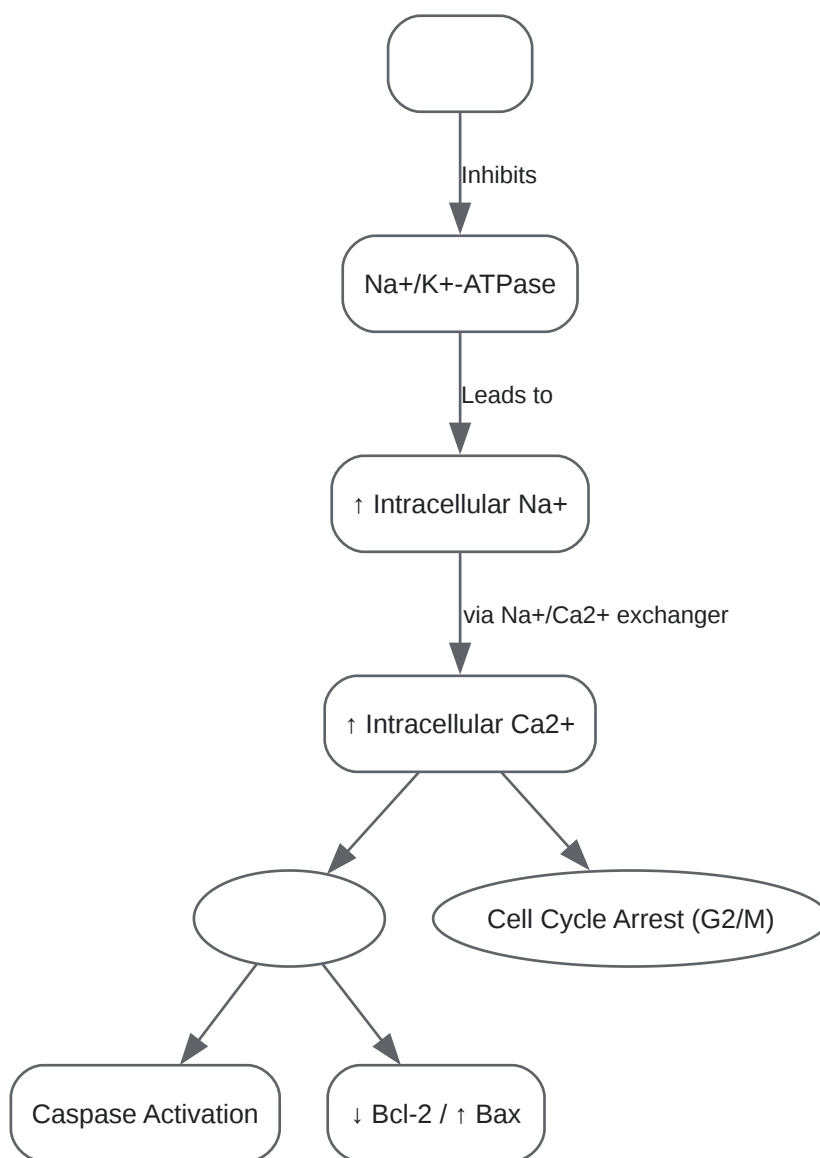 Inhibits
Na+/K+-ATPase
Leads to
↑ Intracellular Na+
via Na+/Ca2+ exchanger
↑ Intracellular Ca2+
Cell Cycle Arrest (G2/M)
Caspase Activation
↓ Bcl-2 / ↑ Bax